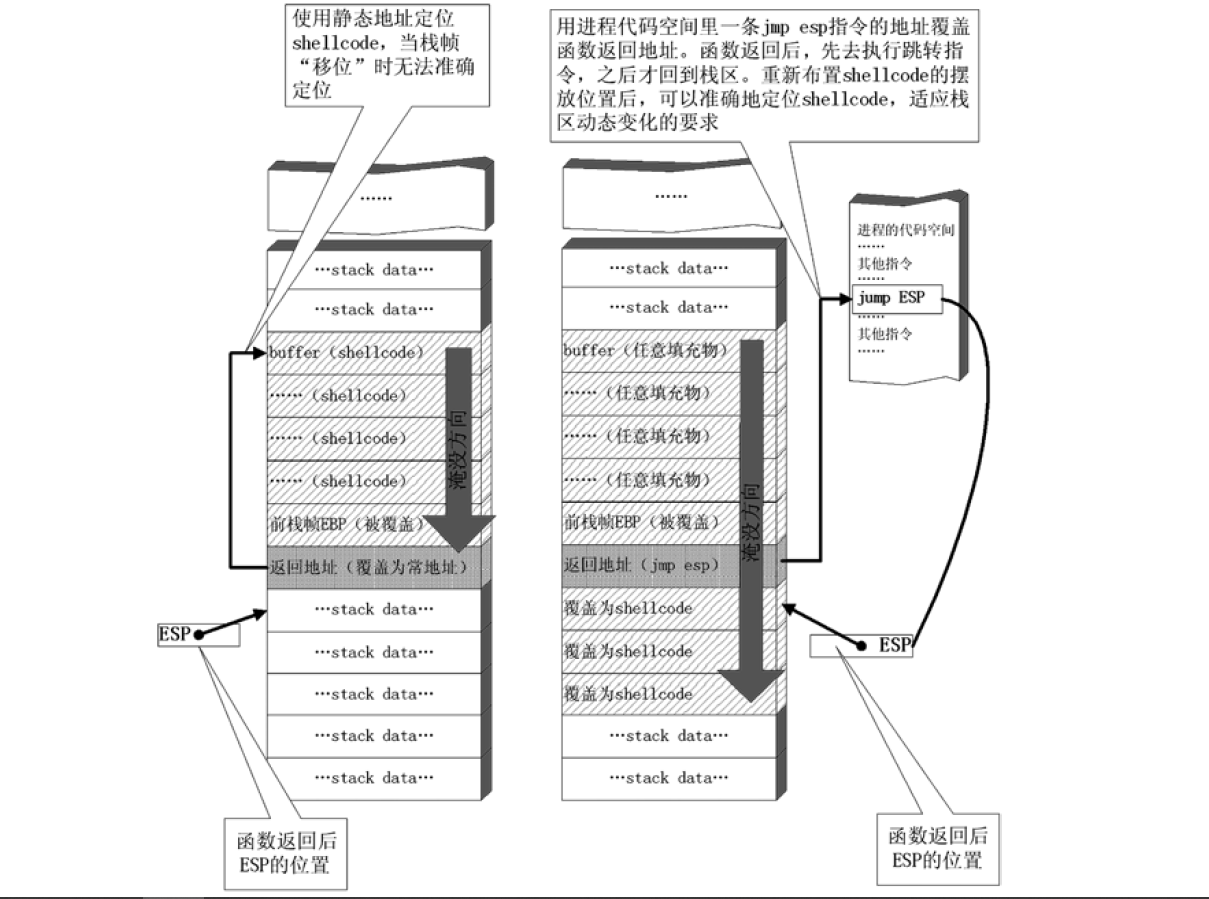 使用静态地址定位
shellcode，当栈帧
“移位”时无法准确
定位
用进程代码空间里一条jmp esp指令的地址覆盖
函数返回地址。函数返回后，先去执行跳转指
令，之后才回到栈区。重新布置shellcode的摆
放位置后，可以准确地定位shellcode，适应栈
区动态变化的要求
……
…stack data…
…stack data…
buffer（shellcode）
……（shellcode）
……（shellcode）
……（shellcode）
前栈帧EBP（被覆盖）
返回地址（覆盖为常地址）
…stack data…
…stack data…
…stack data…
…stack data…
…stack data…
淹没方向
ESP
函数返回后
ESP的位置
……
…stack data…
…stack data…
buffer（任意填充物）
……（任意填充物）
……（任意填充物）
……（任意填充物）
前栈帧EBP（被覆盖）
返回地址（jmp esp）
覆盖为shellcode
覆盖为shellcode
覆盖为shellcode
…stack data…
…stack data…
淹没方向
进程的代码空间
……
其他指令
……
jump ESP
……
其他指令
……
ESP
函数返回后
ESP的位置